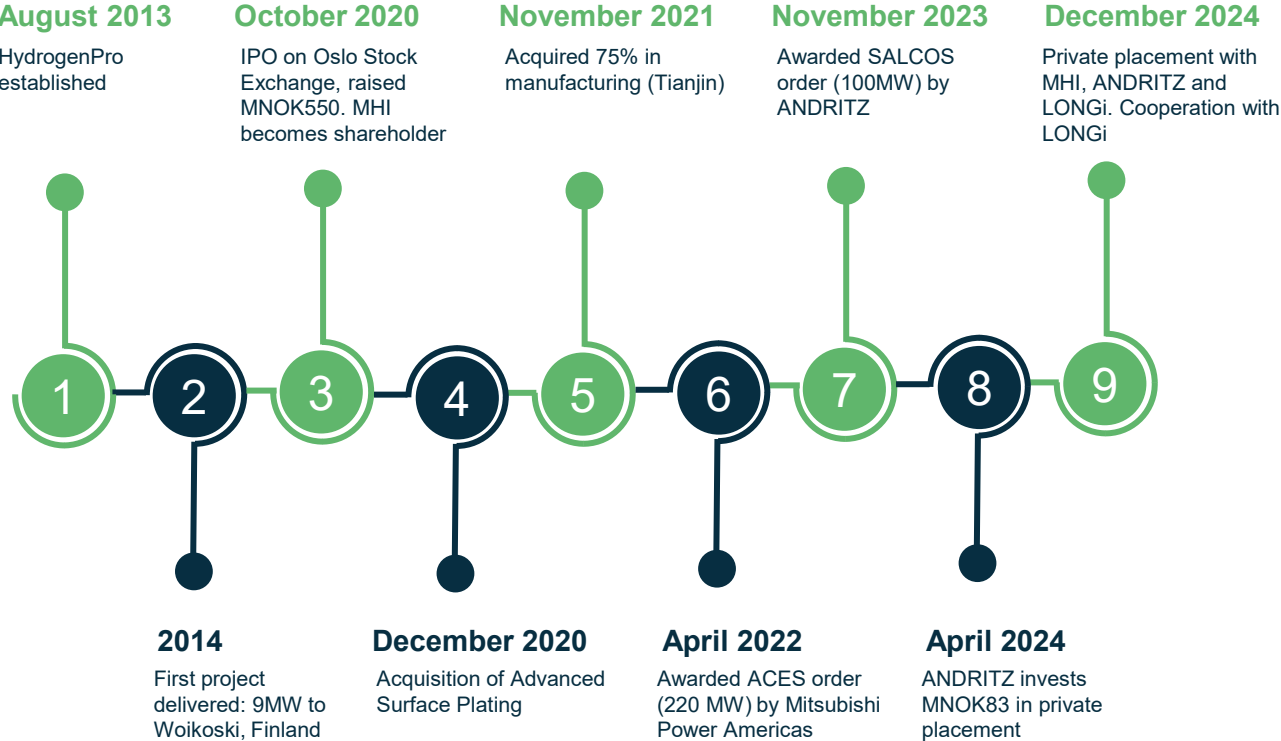 August 2013
HydrogenPro
established
October 2020
IPO on Oslo Stock
Exchange, raised
MNOK550. MHI
becomes shareholder
November 2021
Acquired 75% in
manufacturing (Tianjin)
November 2023
Awarded SALCOS
order (100MW) by
ANDRITZ
December 2024
Private placement with
MHI, ANDRITZ and
LONGi. Cooperation with
LONGi
1
2
3
4
5
6
7
8
9
2014
First project
delivered: 9MW to
Woikoski, Finland
December 2020
Acquisition of Advanced
Surface Plating
April 2022
Awarded ACES order
(220 MW) by Mitsubishi
Power Americas
April 2024
ANDRITZ invests
MNOK83 in private
placement